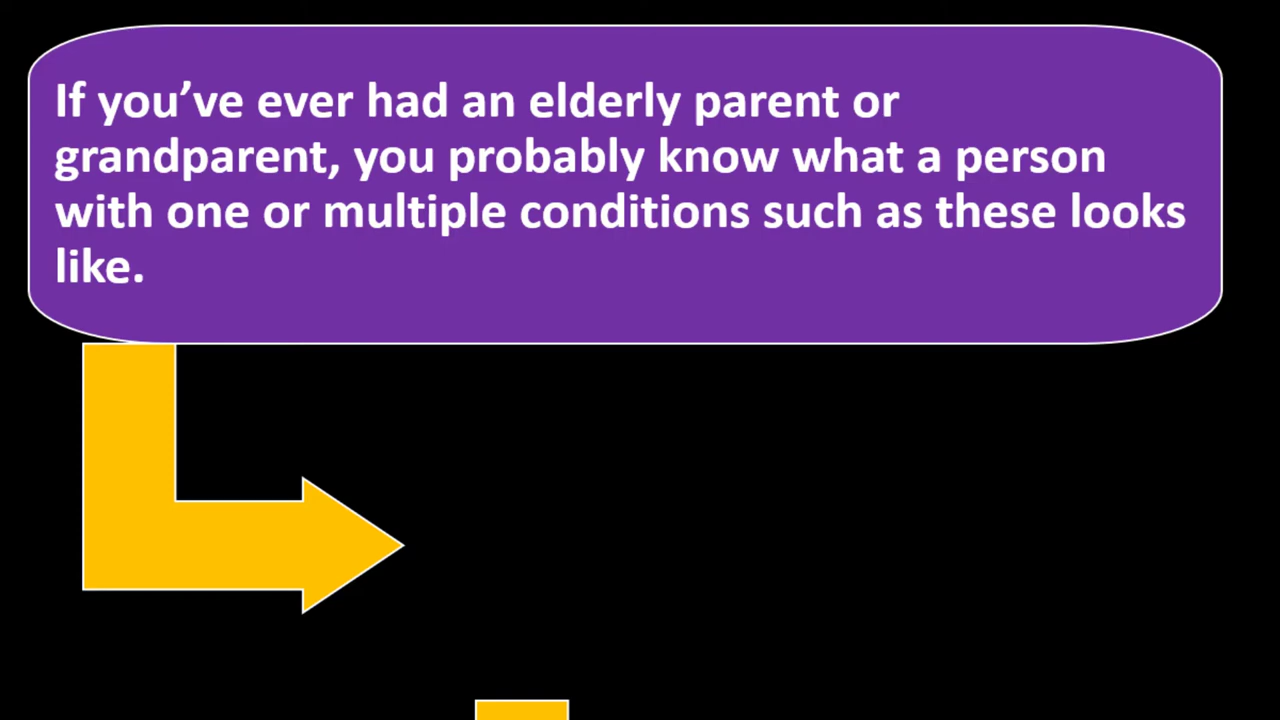 If you’ve ever had an elderly parent or
grandparent, you probably know what a person
with one or multiple conditions such as these looks
like.